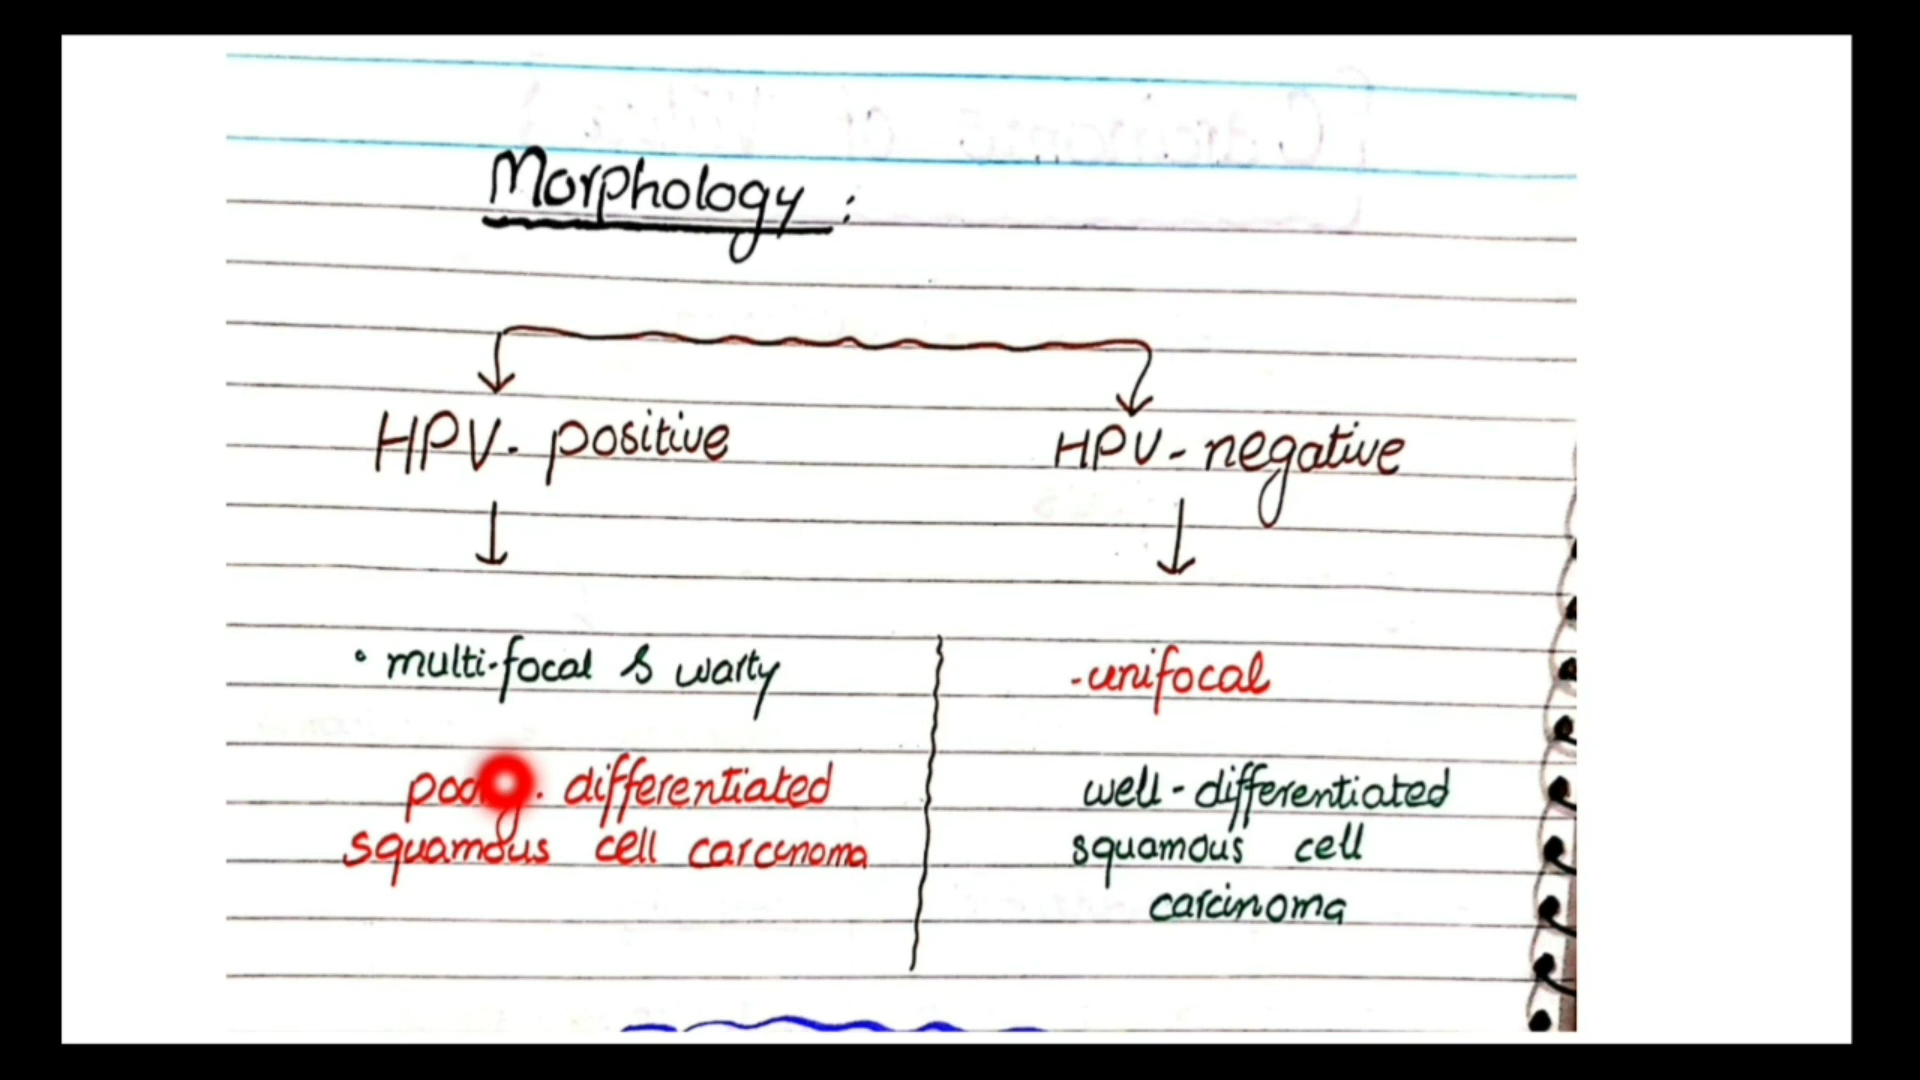 Morphology :
HPV- positive
HPV- negative
• multi-focal & warty
- unifocal
differentiated
squamous cell carcinoma
well - differentiated
squamous cell
carcinoma